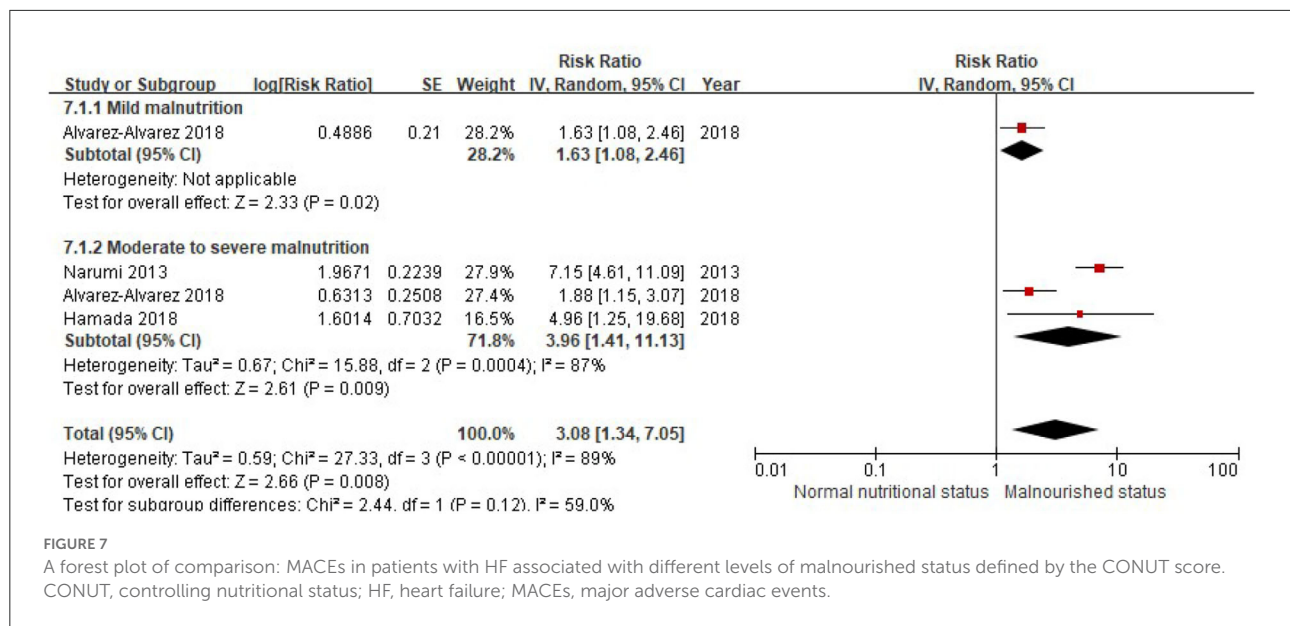 Risk Ratio Risk Ratio
Study or Subgroup log[Risk Ratio] SE Weight IV, Random, 95% CI Year IV, Random, 95% CI
7.1.1 Mild malnutrition
Alvarez-Alvarez 2018 0.4886 0.21 28.2% 1.63 [1.08, 2.46] 2018
Subtotal (95% CI) 28.2% 1.63 [1.08, 2.46]
Heterogeneity: Not applicable
Test for overall effect: Z = 2.33 (P = 0.02)
7.1.2 Moderate to severe malnutrition
Narumi 2013 1.9671 0.2239 27.9% 7.15 [4.61, 11.09] 2013
Alvarez-Alvarez 2018 0.6313 0.2508 27.4% 1.88 [1.15, 3.07] 2018
Hamada 2018 1.6014 0.7032 16.5% 4.96 [1.25, 19.68] 2018
Subtotal (95% CI) 71.8% 3.96 [1.41, 11.13]
Heterogeneity: Tau² = 0.67; Chi² = 15.88, df = 2 (P = 0.0004); I² = 87%
Test for overall effect: Z = 2.61 (P = 0.009)
Total (95% CI) 100.0% 3.08 [1.34, 7.05]
Heterogeneity: Tau² = 0.59; Chi² = 27.33, df = 3 (P < 0.00001); I² = 89%
Test for overall effect: Z = 2.66 (P = 0.008)
Test for subgroup differences: Chi² = 2.44, df = 1 (P = 0.12), I² = 59.0%
0.01 0.1 1 10 100
Normal nutritional status Malnourished status
FIGURE 7
A forest plot of comparison: MACEs in patients with HF associated with different levels of malnourished status defined by the CONUT score.
CONUT, controlling nutritional status; HF, heart failure; MACEs, major adverse cardiac events.